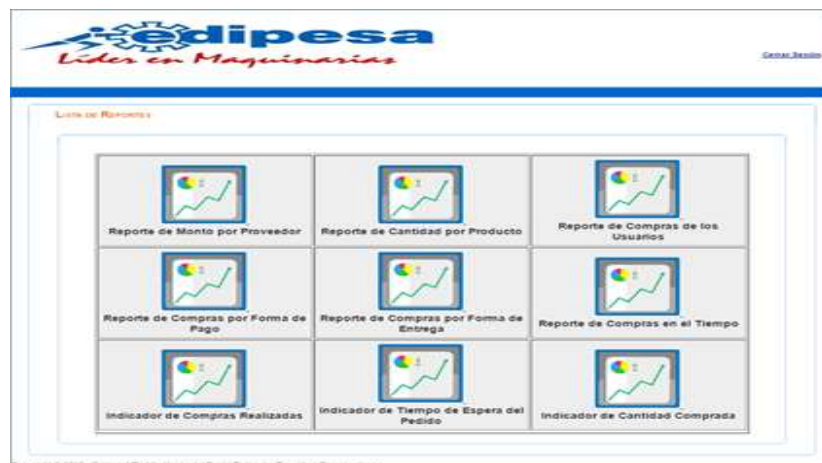 edipesa
Líder en Maquinarias
Cerrar Sesión
LISTA DE REPORTES
Reporte de Monto por Proveedor
Reporte de Cantidad por Producto
Reporte de Compras de los
Usuarios
Reporte de Compras por Forma de
Pago
Reporte de Compras por Forma de
Entrega
Reporte de Compras en el Tiempo
Indicador de Compras Realizadas
Indicador de Tiempo de Espera del
Pedido
Indicador de Cantidad Comprada